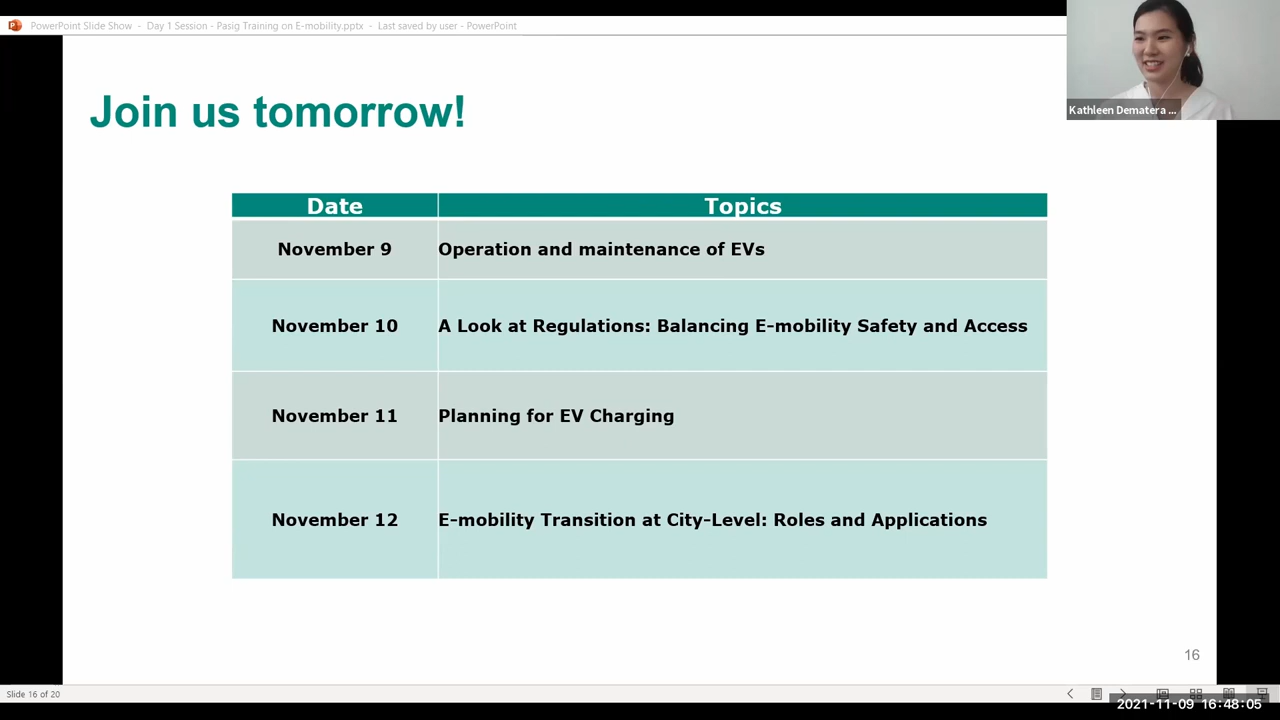 PowerPoint Slide Show - Day 1 Session - Pasig Training on E-mobility.pptx - Last saved by user - PowerPoint
Kathleen Dematera ...
Join us tomorrow!
Date Topics
November 9 Operation and maintenance of EVs
November 10 A Look at Regulations: Balancing E-mobility Safety and Access
November 11 Planning for EV Charging
November 12 E-mobility Transition at City-Level: Roles and Applications
16
Slide 16 of 20
2021-11-09 16:48:05